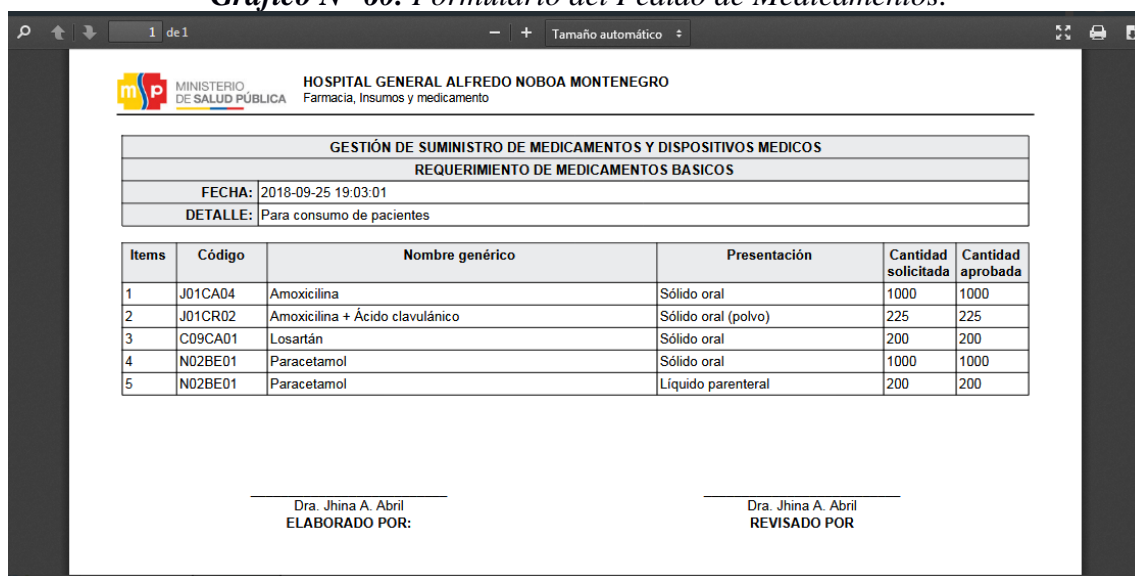 Gráfico N° 60: Formulario del Pedido de Medicamentos.
1 de 1 − + Tamaño automático
msp MINISTERIO DE SALUD PÚBLICA
HOSPITAL GENERAL ALFREDO NOBOA MONTENEGRO
Farmacia, Insumos y medicamento
GESTIÓN DE SUMINISTRO DE MEDICAMENTOS Y DISPOSITIVOS MEDICOS
REQUERIMIENTO DE MEDICAMENTOS BASICOS
FECHA: 2018-09-25 19:03:01
DETALLE: Para consumo de pacientes
Items Código Nombre genérico Presentación Cantidad solicitada Cantidad aprobada
1 J01CA04 Amoxicilina Sólido oral 1000 1000
2 J01CR02 Amoxicilina + Ácido clavulánico Sólido oral (polvo) 225 225
3 C09CA01 Losartán Sólido oral 200 200
4 N02BE01 Paracetamol Sólido oral 1000 1000
5 N02BE01 Paracetamol Líquido parenteral 200 200
Dra. Jhina A. Abril Dra. Jhina A. Abril
ELABORADO POR: REVISADO POR